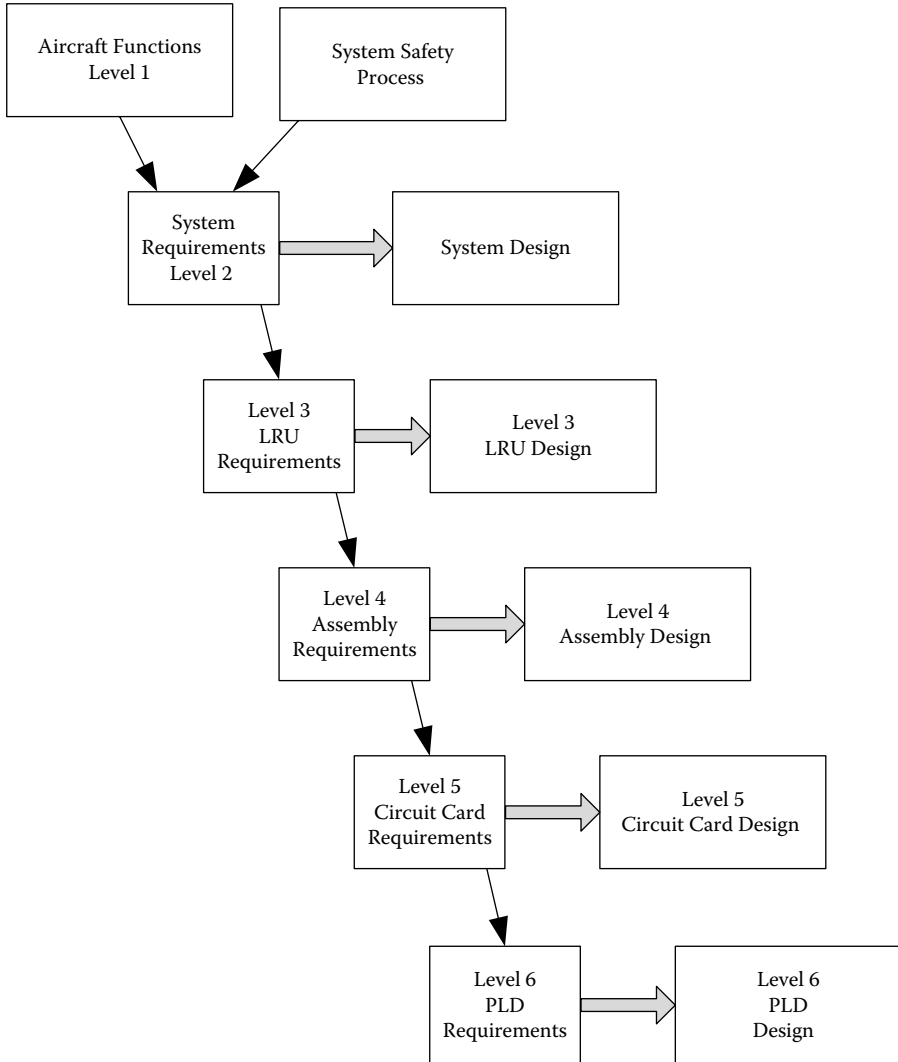 Aircraft Functions
Level 1
System Safety
Process
System
Requirements
Level 2
System Design
Level 3
LRU
Requirements
Level 3
LRU Design
Level 4
Assembly
Requirements
Level 4
Assembly Design
Level 5
Circuit Card
Requirements
Level 5
Circuit Card Design
Level 6
PLD
Requirements
Level 6
PLD
Design